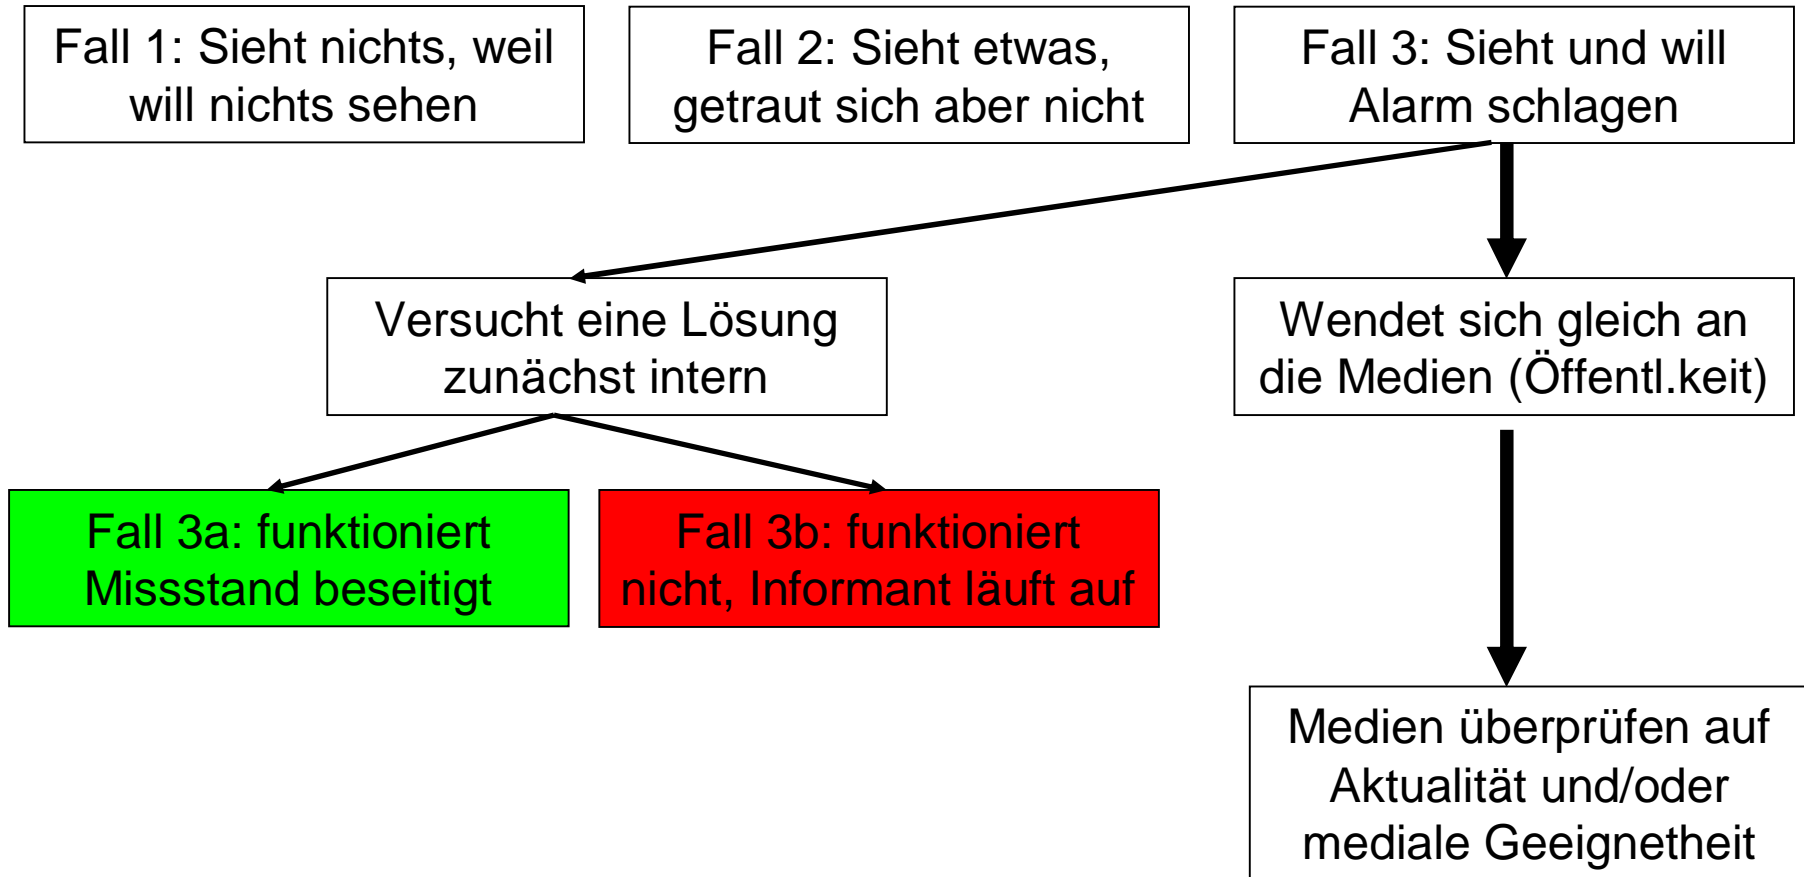 Fall 1: Sieht nichts, weil
will nichts sehen
Fall 2: Sieht etwas,
getraut sich aber nicht
Fall 3: Sieht und will
Alarm schlagen
Versucht eine Lösung
zunächst intern
Wendet sich gleich an
die Medien (Öffentl.keit)
Fall 3a: funktioniert
Missstand beseitigt
Fall 3b: funktioniert
nicht, Informant läuft auf
Medien überprüfen auf
Aktualität und/oder
mediale Geeignetheit